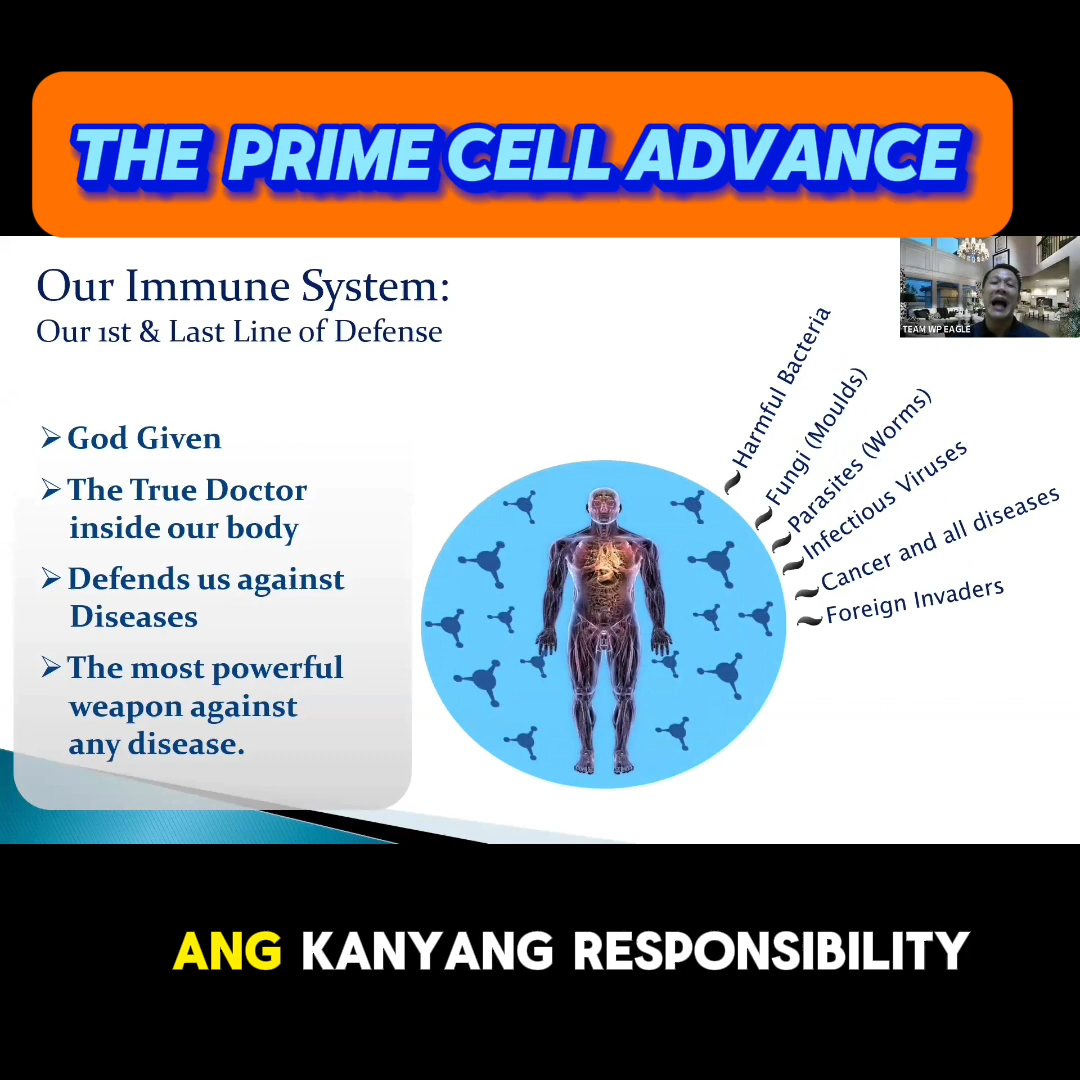 THE PRIME CELL ADVANCE
Our Immune System:
Our 1st & Last Line of Defense
TEAM WP EAGLE
God Given
The True Doctor
inside our body
Defends us against
Diseases
The most powerful
weapon against
any disease.
Harmful Bacteria
Fungi (Moulds)
Parasites (Worms)
Infectious Viruses
Cancer and all diseases
Foreign Invaders
ANG KANYANG RESPONSIBILITY